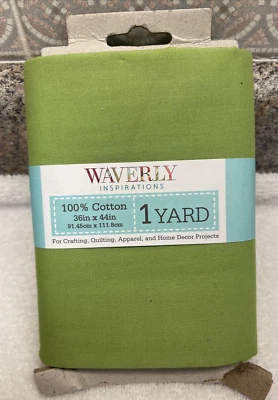 WAVERLY
INSPIRATIONS
100% Cotton
36in x 44in
91.45cm x 111.8cm
1 YARD
For Crafting, Quilting, Apparel, and Home Decor Projects